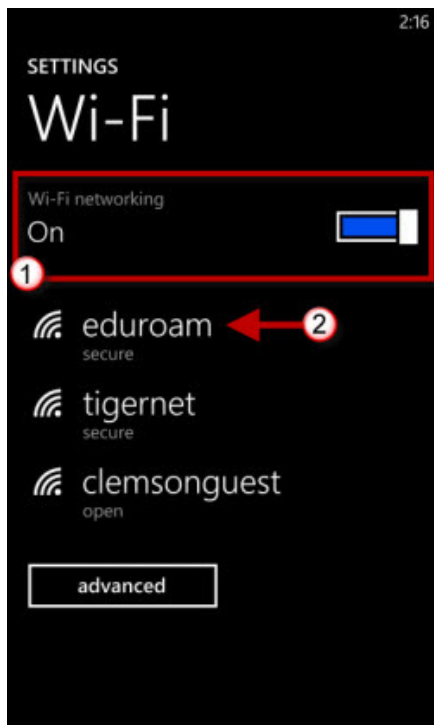 2:16
SETTINGS
Wi-Fi
Wi-Fi networking
On
1
eduroam
2
secure
tigernet
secure
clemsonguest
open
advanced